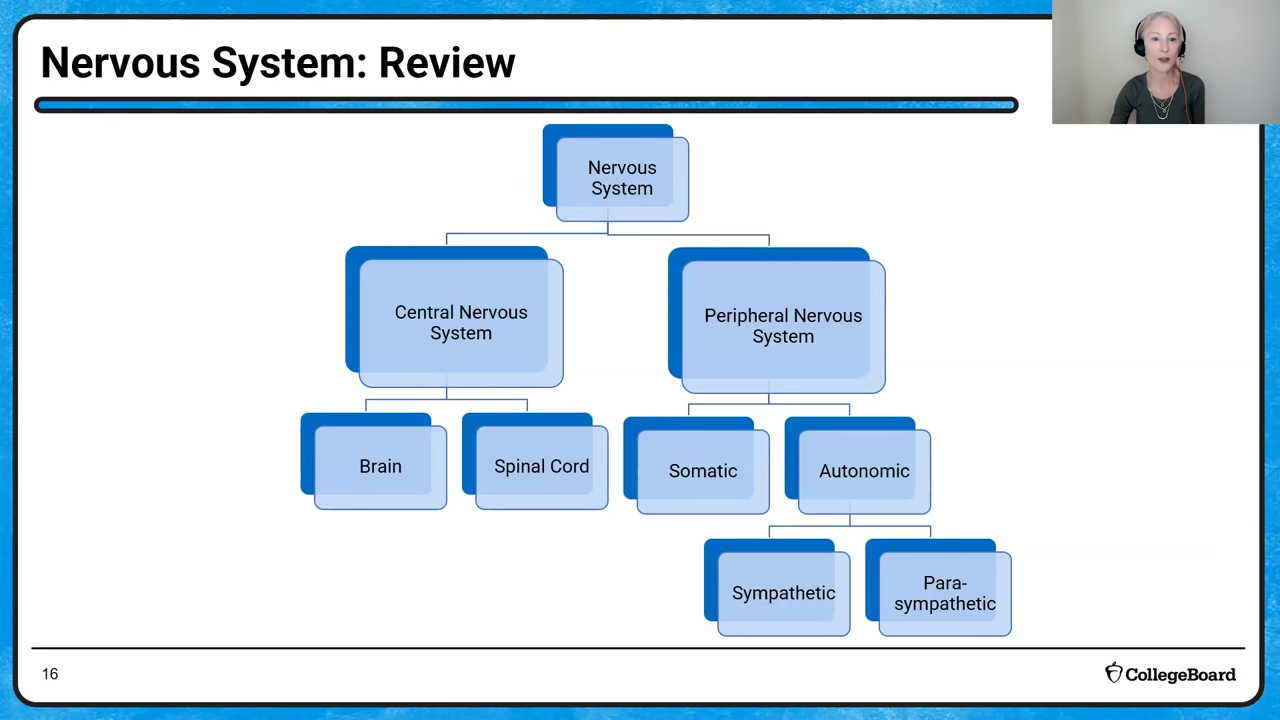 Nervous System: Review
Nervous
System
Central Nervous
System
Peripheral Nervous
System
Brain
Spinal Cord
Somatic
Autonomic
Sympathetic
Para-
sympathetic
16
CollegeBoard